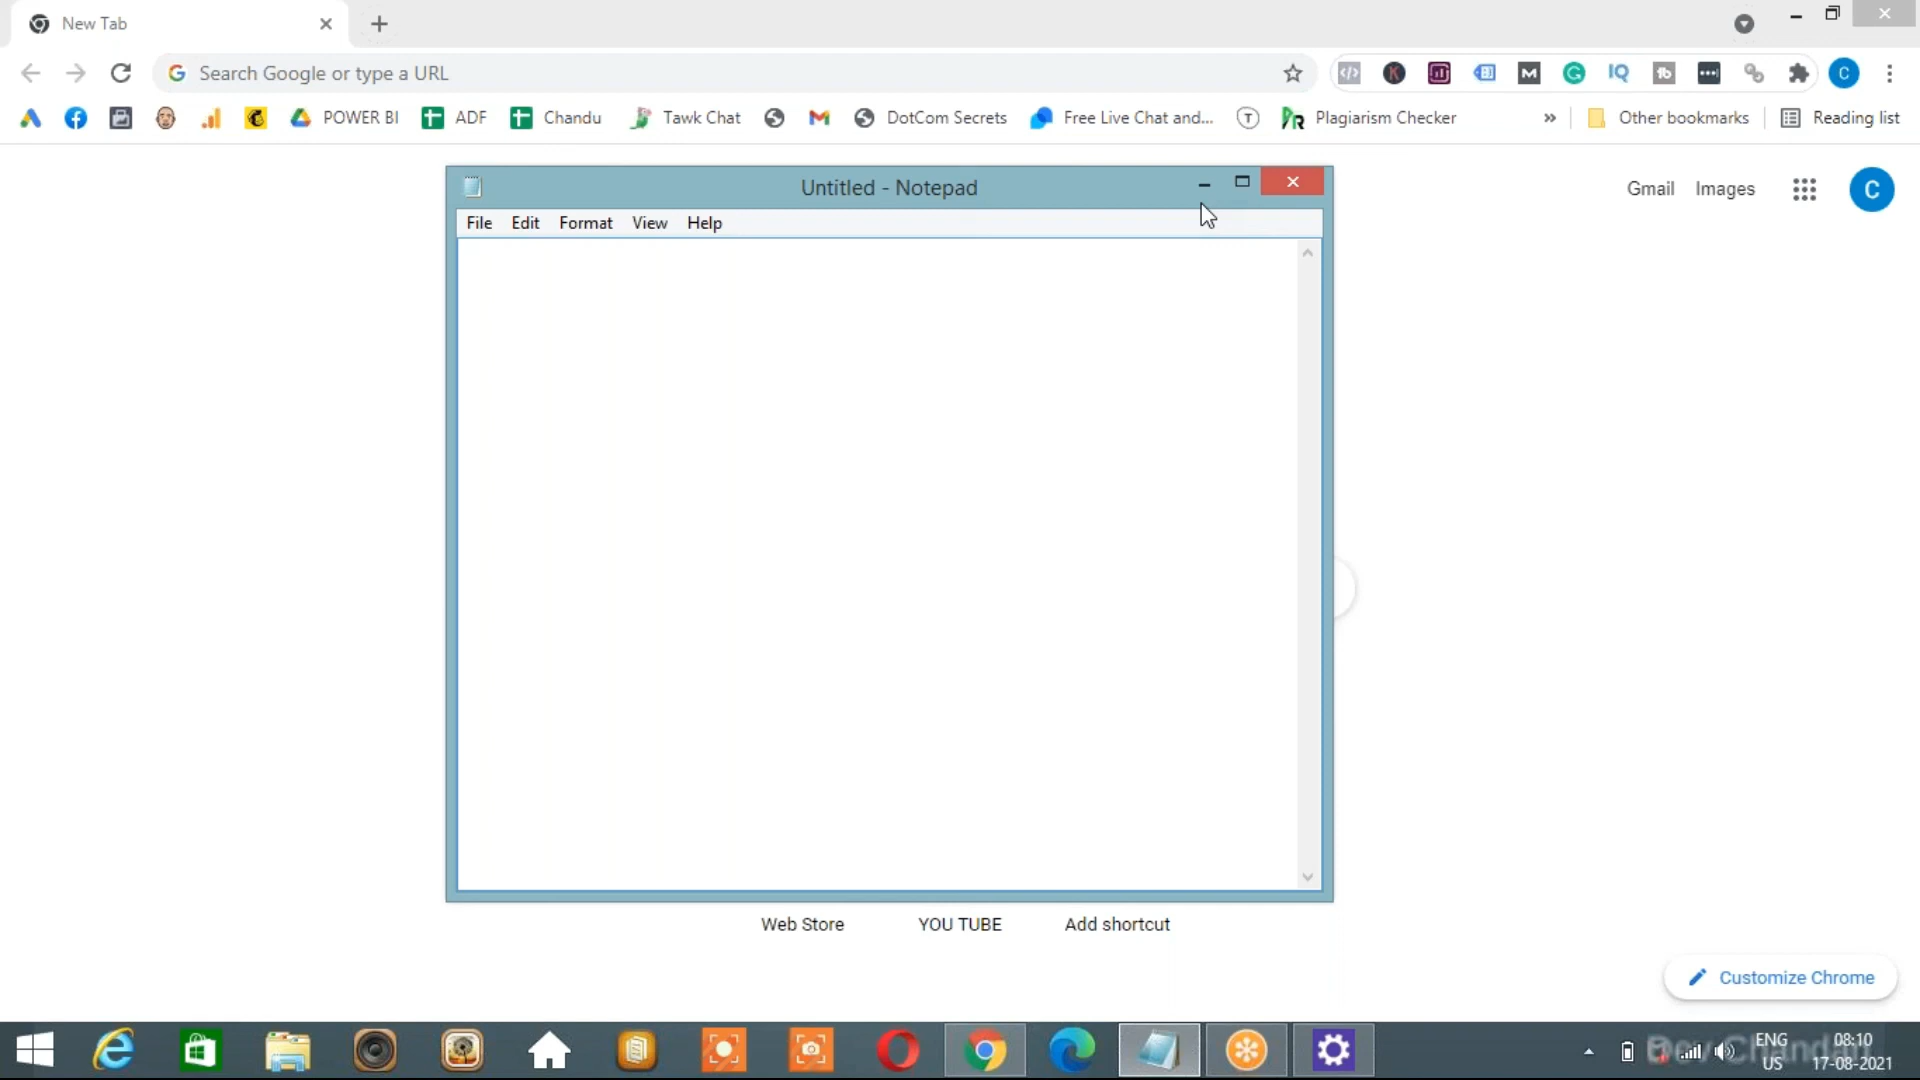 New Tab
Search Google or type a URL
POWER BI ADF Chandu Tawk Chat DotCom Secrets Free Live Chat and... Plagiarism Checker » Other bookmarks Reading list
Untitled - Notepad
Gmail Images C
File Edit Format View Help
Web Store YOU TUBE Add shortcut
Customize Chrome
ENG 08:10
US 17-08-2021